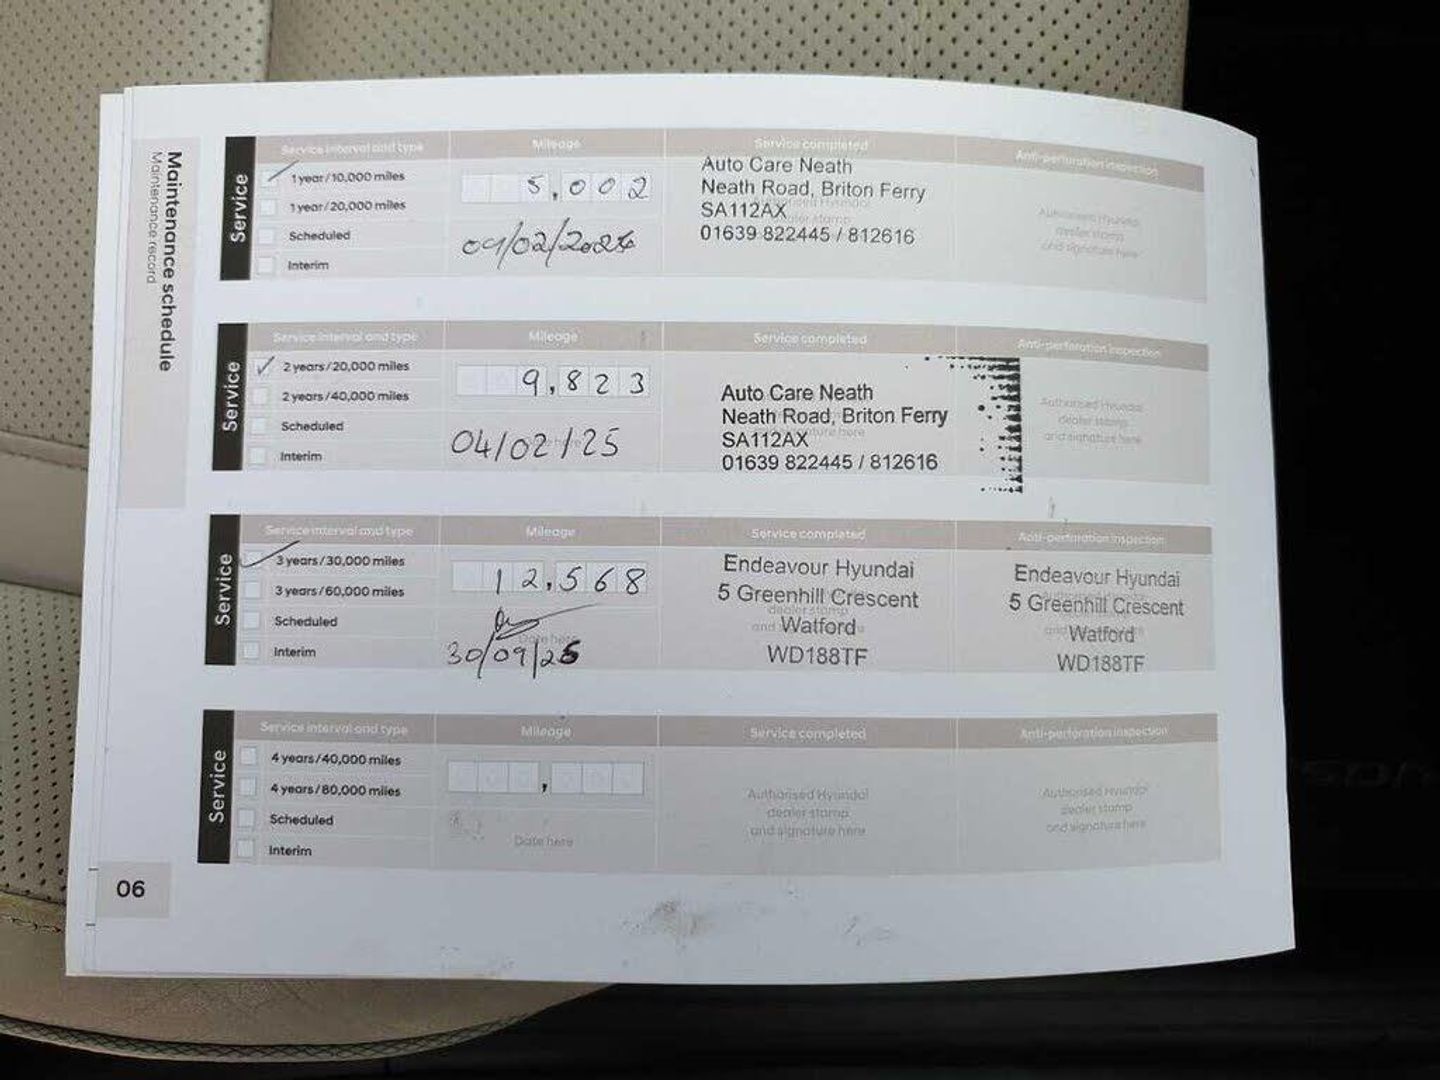 Maintenance schedule
Maintenance record
Service
Service interval and type
Mileage
Service completed
Anti-perforation inspection
1 year/10,000 miles
1 year/20,000 miles
Scheduled
Interim
5,002
09/02/2024
Auto Care Neath
Neath Road, Briton Ferry
SA112AX
01639 822445 / 812616
Authorised Hyundai
dealer stamp
and signature here
Service
Service interval and type
Mileage
Service completed
Anti-perforation inspection
2 years/20,000 miles
2 years/40,000 miles
Scheduled
Interim
9,823
04/02/25
Auto Care Neath
Neath Road, Briton Ferry
SA112AX
01639 822445 / 812616
Authorised Hyundai
dealer stamp
and signature here
Service
Service interval and type
Mileage
Service completed
Anti-perforation inspection
3 years/30,000 miles
3 years/60,000 miles
Scheduled
Interim
12,568
Date here
30/09/25
Endeavour Hyundai
5 Greenhill Crescent
Watford
WD188TF
Endeavour Hyundai
5 Greenhill Crescent
Watford
WD188TF
Service
Service interval and type
Mileage
Service completed
Anti-perforation inspection
4 years/40,000 miles
4 years/80,000 miles
Scheduled
Interim
Date here
Authorised Hyundai
dealer stamp
and signature here
Authorised Hyundai
dealer stamp
and signature here
06